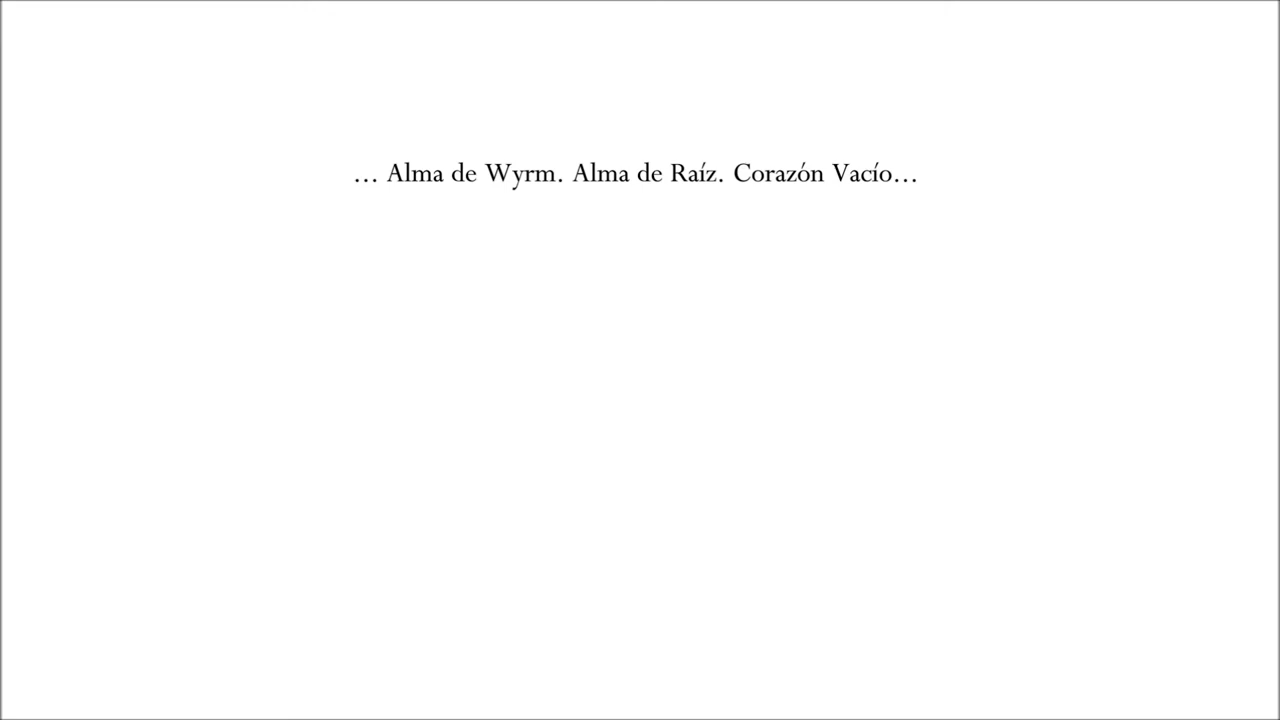 … Alma de Wyrm. Alma de Raíz. Corazón Vacío…